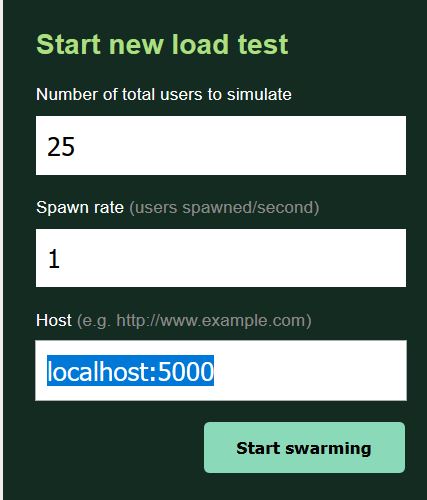 Start new load test
Number of total users to simulate
25
Spawn rate (users spawned/second)
1
Host (e.g. http://www.example.com)
localhost:5000
Start swarming